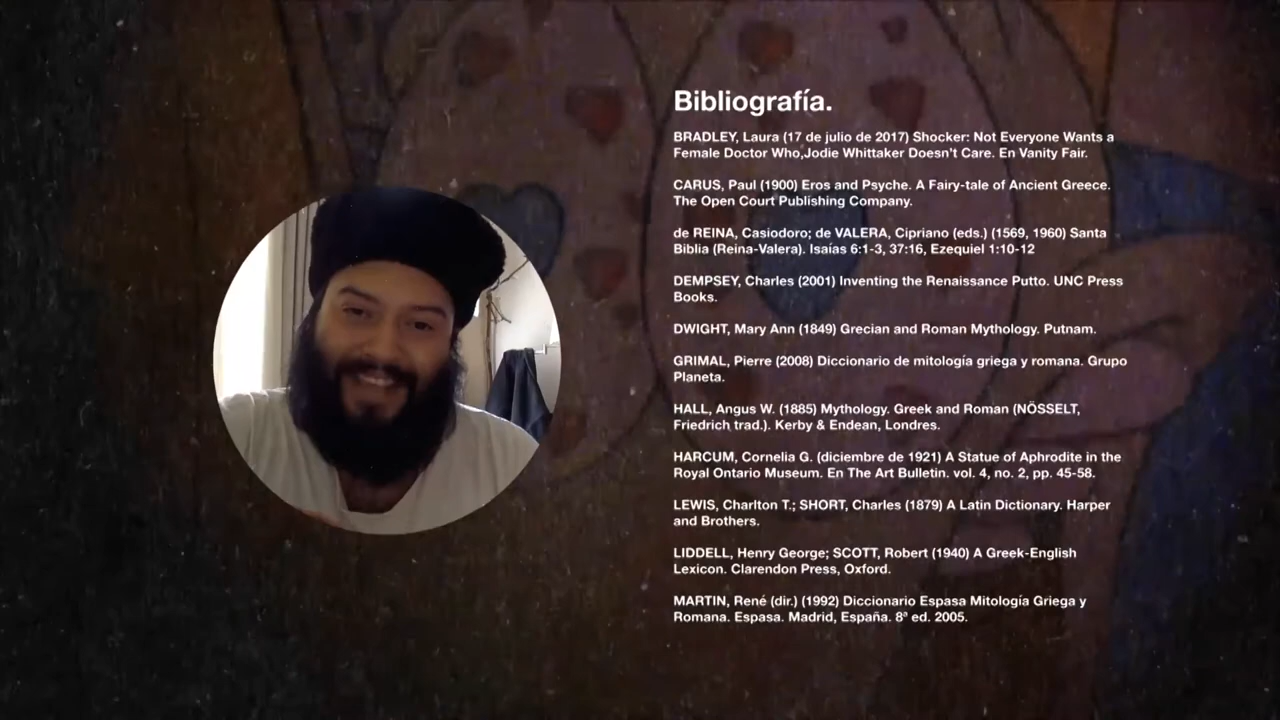 Bibliografía.
BRADLEY, Laura (17 de julio de 2017) Shocker: Not Everyone Wants a
Female Doctor Who,Jodie Whittaker Doesn't Care. En Vanity Fair.
CARUS, Paul (1900) Eros and Psyche. A Fairy-tale of Ancient Greece.
The Open Court Publishing Company.
de REINA, Casiodoro; de VALERA, Cipriano (eds.) (1569, 1960) Santa
Biblia (Reina-Valera). Isaías 6:1-3, 37:16, Ezequiel 1:10-12
DEMPSEY, Charles (2001) Inventing the Renaissance Putto. UNC Press
Books.
DWIGHT, Mary Ann (1849) Grecian and Roman Mythology. Putnam.
GRIMAL, Pierre (2008) Diccionario de mitología griega y romana. Grupo
Planeta.
HALL, Angus W. (1885) Mythology. Greek and Roman (NÖSSELT,
Friedrich trad.). Kerby & Endean, Londres.
HARCUM, Cornelia G. (diciembre de 1921) A Statue of Aphrodite in the
Royal Ontario Museum. En The Art Bulletin. vol. 4, no. 2, pp. 45-58.
LEWIS, Charlton T.; SHORT, Charles (1879) A Latin Dictionary. Harper
and Brothers.
LIDDELL, Henry George; SCOTT, Robert (1940) A Greek-English
Lexicon. Clarendon Press, Oxford.
MARTIN, René (dir.) (1992) Diccionario Espasa Mitología Griega y
Romana. Espasa. Madrid, España. 8ª ed. 2005.